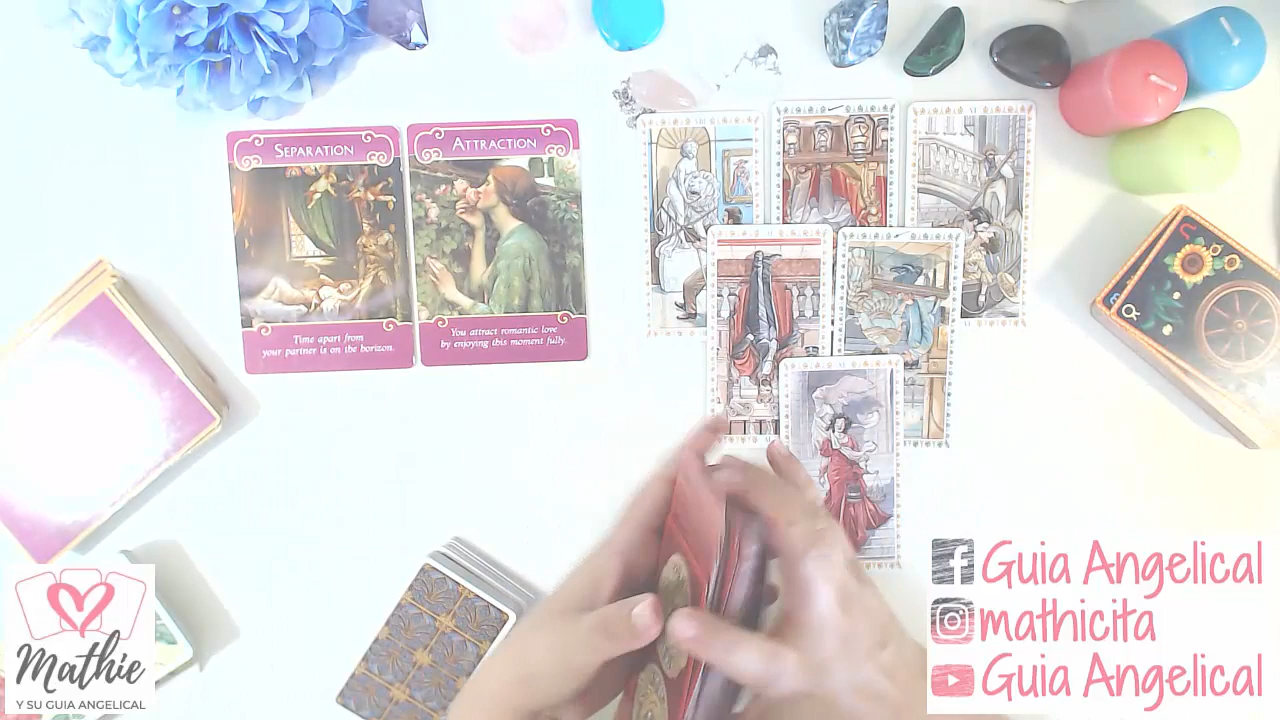 SEPARATION
Time apart from
your partner is on the horizon.
ATTRACTION
You attract romantic love
by enjoying this moment fully.
Mathie
Y SU GUIA ANGELICAL
Guia Angelical
mathicita
Guia Angelical